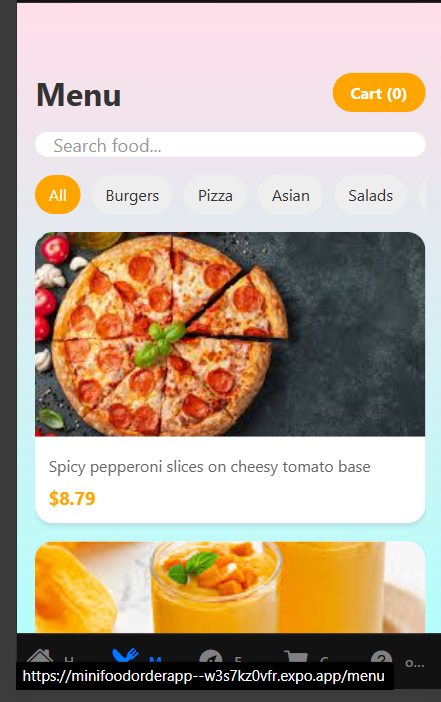 Menu
Cart (0)
Search food...
All
Burgers
Pizza
Asian
Salads
Spicy pepperoni slices on cheesy tomato base
$8.79
H
M
F
C
o...
https://minifoodorderapp--w3s7kz0vfr.expo.app/menu